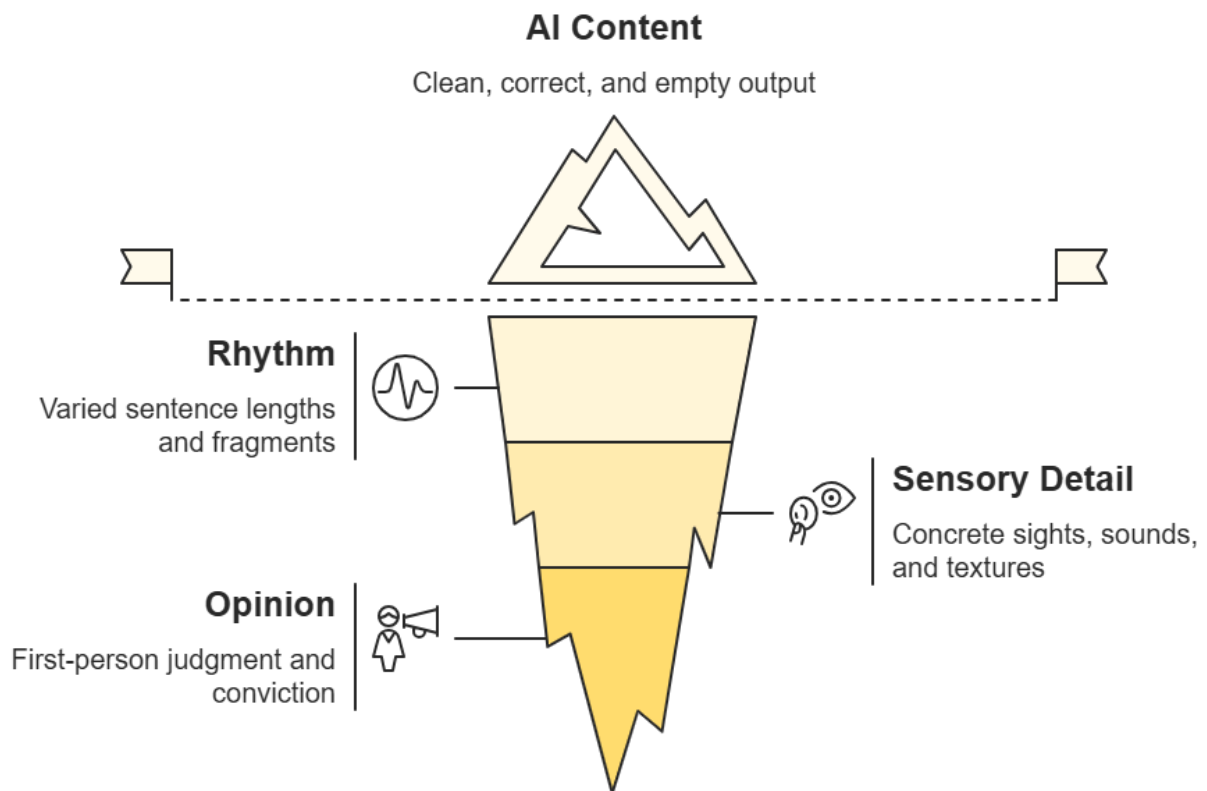 AI Content
Clean, correct, and empty output
Rhythm
Varied sentence lengths
and fragments
Sensory Detail
Concrete sights, sounds,
and textures
Opinion
First-person judgment and
conviction